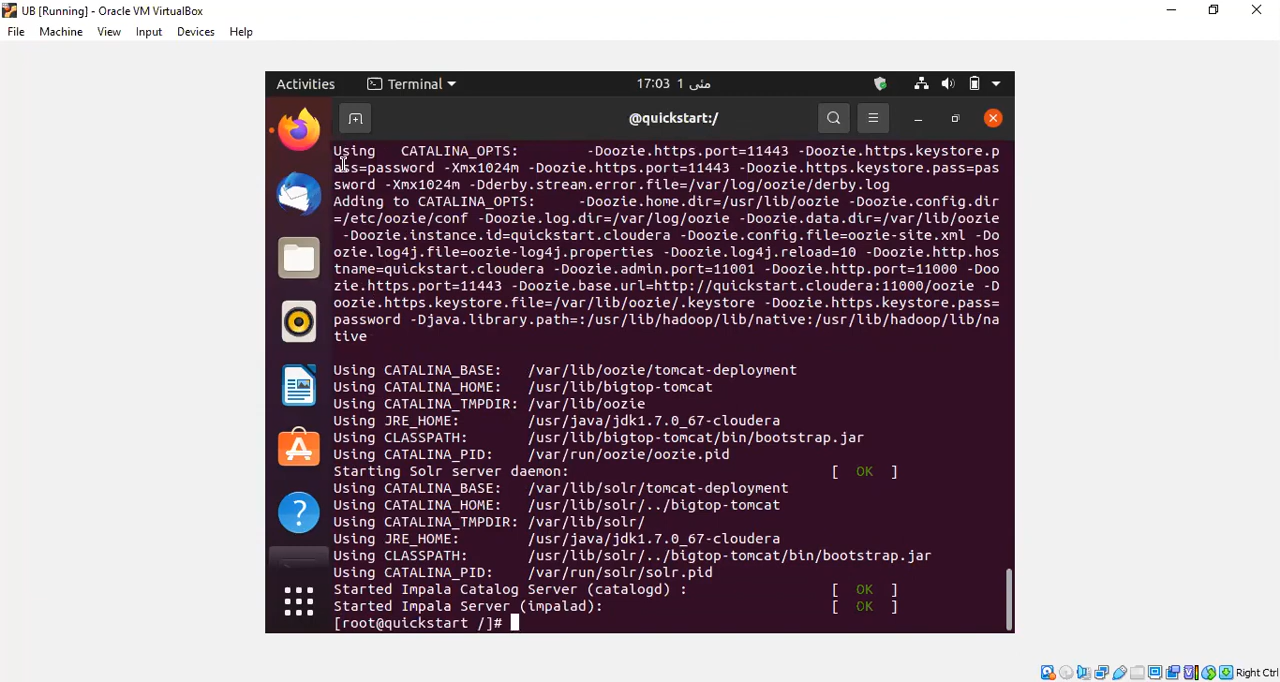 UB [Running] - Oracle VM VirtualBox
File Machine View Input Devices Help
Activities Terminal 17:03 1 مئی
@quickstart:/
Using CATALINA_OPTS: -Doozie.https.port=11443 -Doozie.https.keystore.p
ass=password -Xmx1024m -Doozie.https.port=11443 -Doozie.https.keystore.pass=pas
sword -Xmx1024m -Dderby.stream.error.file=/var/log/oozie/derby.log
Adding to CATALINA_OPTS: -Doozie.home.dir=/usr/lib/oozie -Doozie.config.dir
=/etc/oozie/conf -Doozie.log.dir=/var/log/oozie -Doozie.data.dir=/var/lib/oozie
-Doozie.instance.id=quickstart.cloudera -Doozie.config.file=oozie-site.xml -Do
ozie.log4j.file=oozie-log4j.properties -Doozie.log4j.reload=10 -Doozie.http.hos
tname=quickstart.cloudera -Doozie.admin.port=11001 -Doozie.http.port=11000 -Doo
zie.https.port=11443 -Doozie.base.url=http://quickstart.cloudera:11000/oozie -D
oozie.https.keystore.file=/var/lib/oozie/.keystore -Doozie.https.keystore.pass=
password -Djava.library.path=:/usr/lib/hadoop/lib/native:/usr/lib/hadoop/lib/na
tive
Using CATALINA_BASE: /var/lib/oozie/tomcat-deployment
Using CATALINA_HOME: /usr/lib/bigtop-tomcat
Using CATALINA_TMPDIR: /var/lib/oozie
Using JRE_HOME: /usr/java/jdk1.7.0_67-cloudera
Using CLASSPATH: /usr/lib/bigtop-tomcat/bin/bootstrap.jar
Using CATALINA_PID: /var/run/oozie/oozie.pid
Starting Solr server daemon: [ OK ]
Using CATALINA_BASE: /var/lib/solr/tomcat-deployment
Using CATALINA_HOME: /usr/lib/solr/../bigtop-tomcat
Using CATALINA_TMPDIR: /var/lib/solr/
Using JRE_HOME: /usr/java/jdk1.7.0_67-cloudera
Using CLASSPATH: /usr/lib/solr/../bigtop-tomcat/bin/bootstrap.jar
Using CATALINA_PID: /var/run/solr/solr.pid
Started Impala Catalog Server (catalogd) : [ OK ]
Started Impala Server (impalad): [ OK ]
[root@quickstart /]#
Right Ctrl